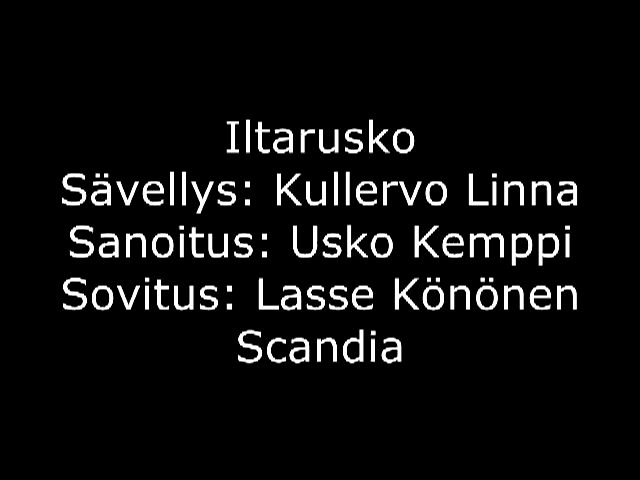 Iltarusko
Sävellys: Kullervo Linna
Sanoitus: Usko Kemppi
Sovitus: Lasse Könönen
Scandia